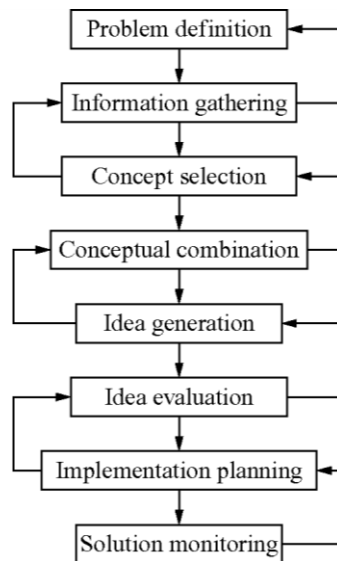 Problem definition
Information gathering
Concept selection
Conceptual combination
Idea generation
Idea evaluation
Implementation planning
Solution monitoring